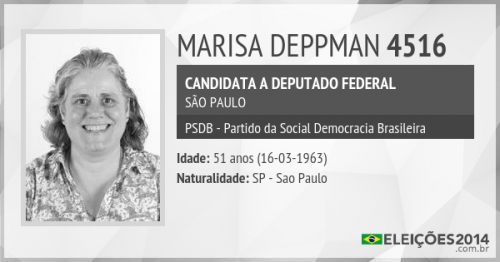 MARISA DEPPMAN 4516
CANDIDATA A DEPUTADO FEDERAL
SÃO PAULO
PSDB - Partido da Social Democracia Brasileira
Idade: 51 anos (16-03-1963)
Naturalidade: SP - Sao Paulo
ELEIÇÕES2014
.com.br